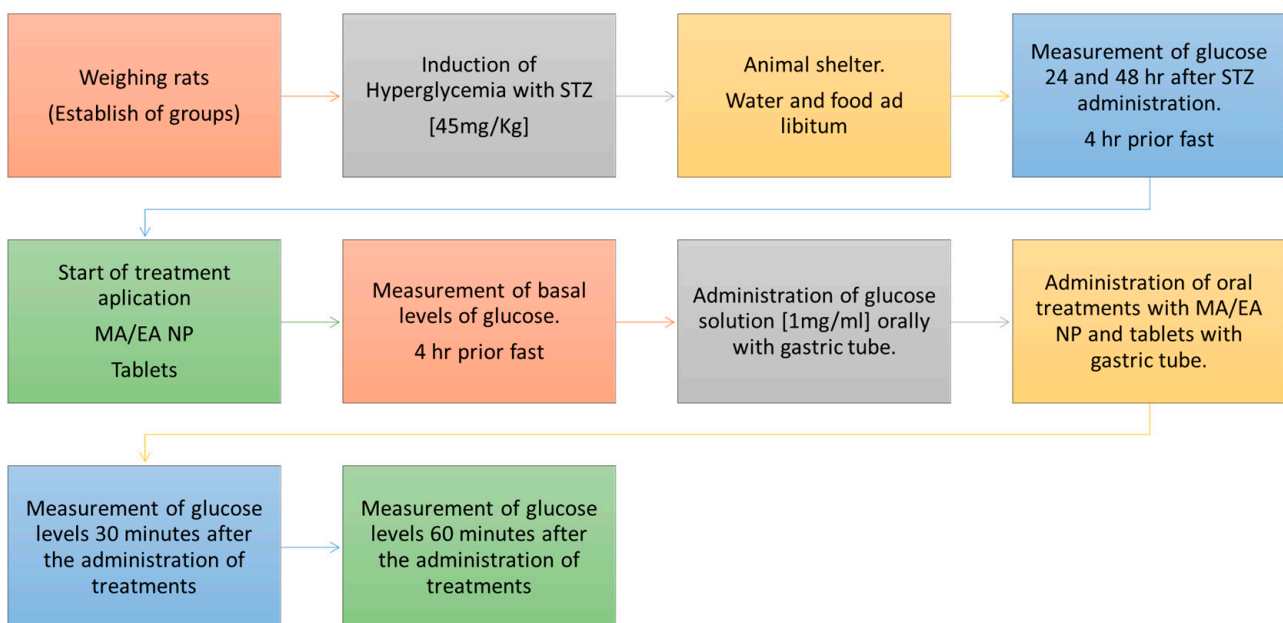 Weighing rats
(Establish of groups)
Induction of
Hyperglycemia with STZ
[45mg/Kg]
Animal shelter.
Water and food ad
libitum
Measurement of glucose
24 and 48 hr after STZ
administration.
4 hr prior fast
Start of treatment
aplication
MA/EA NP
Tablets
Measurement of basal
levels of glucose.
4 hr prior fast
Administration of glucose
solution [1mg/ml] orally
with gastric tube.
Administration of oral
treatments with MA/EA
NP and tablets with
gastric tube.
Measurement of glucose
levels 30 minutes after
the administration of
treatments
Measurement of glucose
levels 60 minutes after
the administration of
treatments